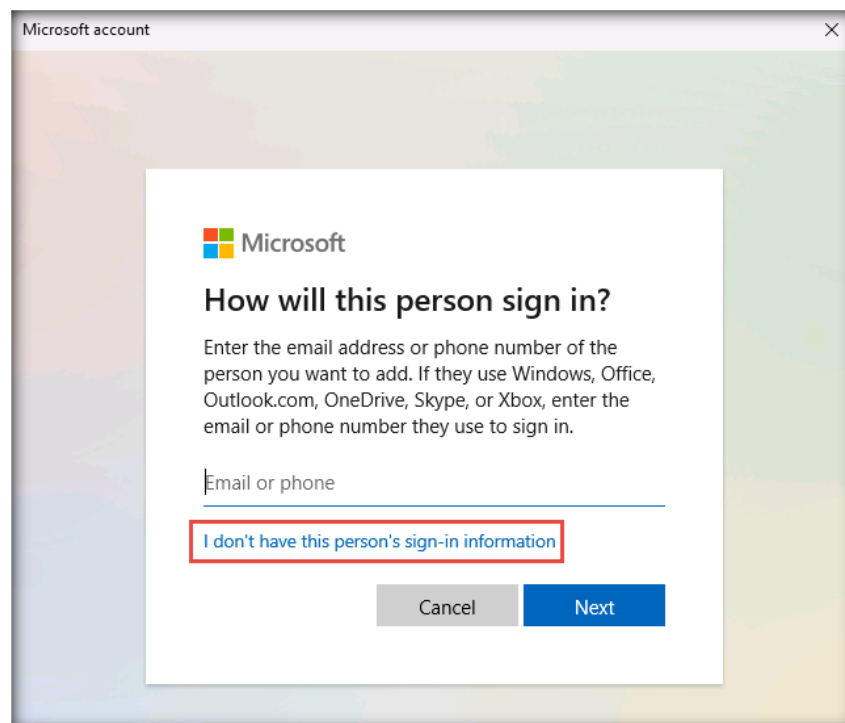 Microsoft account
Microsoft
How will this person sign in?
Enter the email address or phone number of the
person you want to add. If they use Windows, Office,
Outlook.com, OneDrive, Skype, or Xbox, enter the
email or phone number they use to sign in.
Email or phone
I don't have this person's sign-in information
Cancel Next